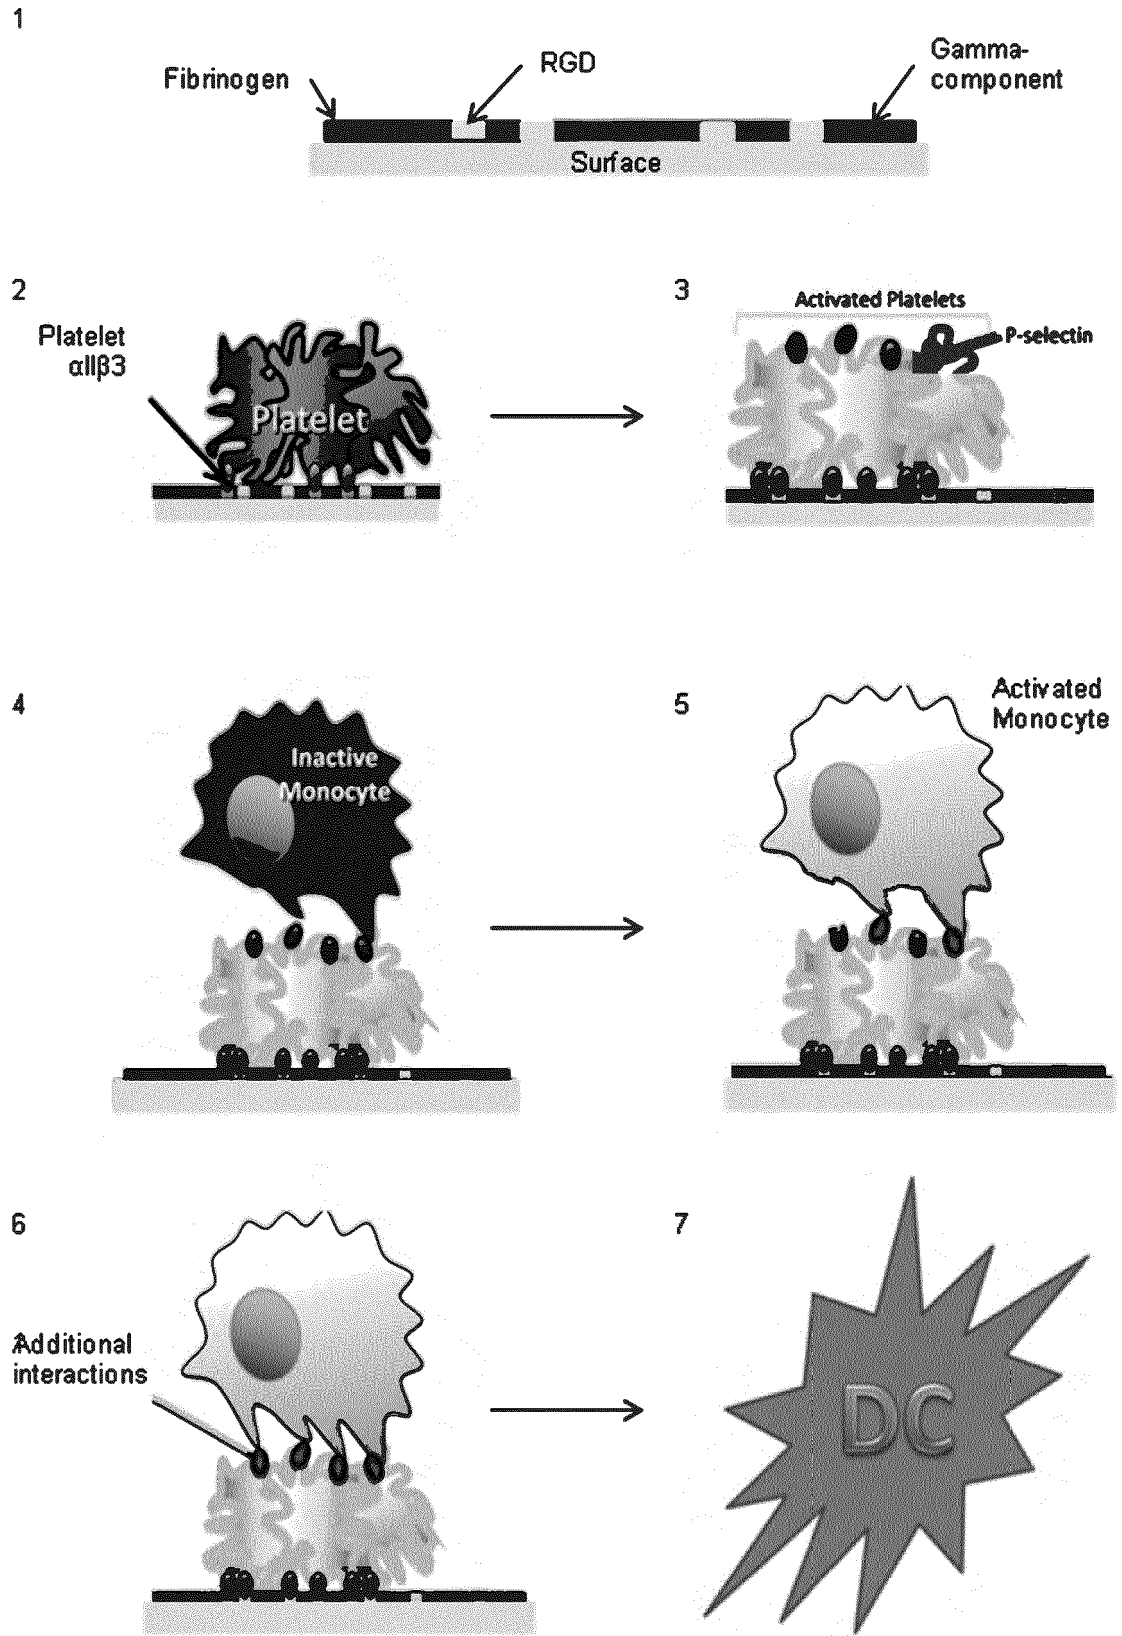 1
Fibrinogen
RGD
Gamma-
component
Surface
2
Platelet
αIIβ3
Platelet
3
Activated Platelets
P-selectin
4
Inactive
Monocyte
5
Activated
Monocyte
6
Additional
interactions
7
DC